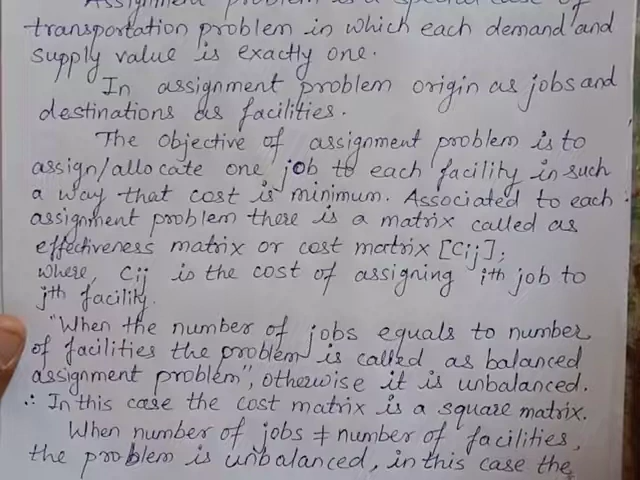 Assignment problem is a special case of
transportation problem in which each demand and
supply value is exactly one.
In assignment problem origin as jobs and
destinations as facilities.
The objective of assignment problem is to
assign/allocate one job to each facility in such
a way that cost is minimum. Associated to each
assignment problem there is a matrix called as
effectiveness matrix or cost matrix [Cij],
where, Cij is the cost of assigning ith job to
jth facility.
"When the number of jobs equals to number
of facilities the problem is called as balanced
assignment problem", otherwise it is unbalanced.
∴ In this case the cost matrix is a square matrix.
When number of jobs ≠ number of facilities,
the problem is unbalanced, in this case the